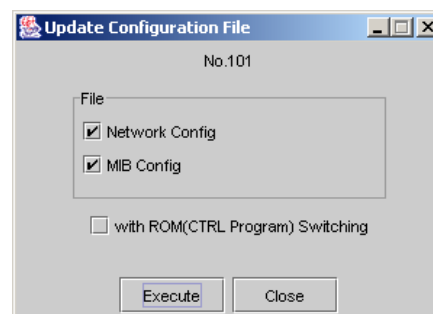 Update Configuration File
No.101
File
Network Config
MIB Config
with ROM(CTRL Program) Switching
Execute Close